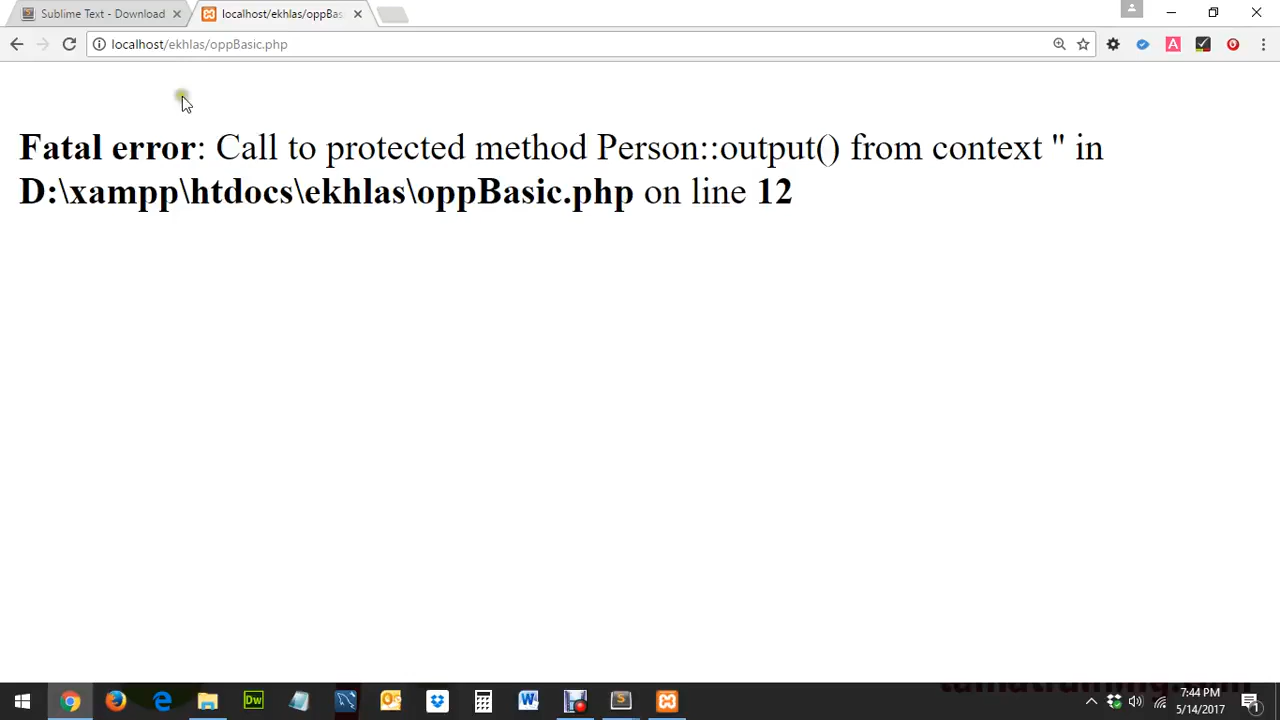 Sublime Text - Download
localhost/ekhlas/oppBas
localhost/ekhlas/oppBasic.php
Fatal error: Call to protected method Person::output() from context '' in
D:\xampp\htdocs\ekhlas\oppBasic.php on line 12
7:44 PM
5/14/2017